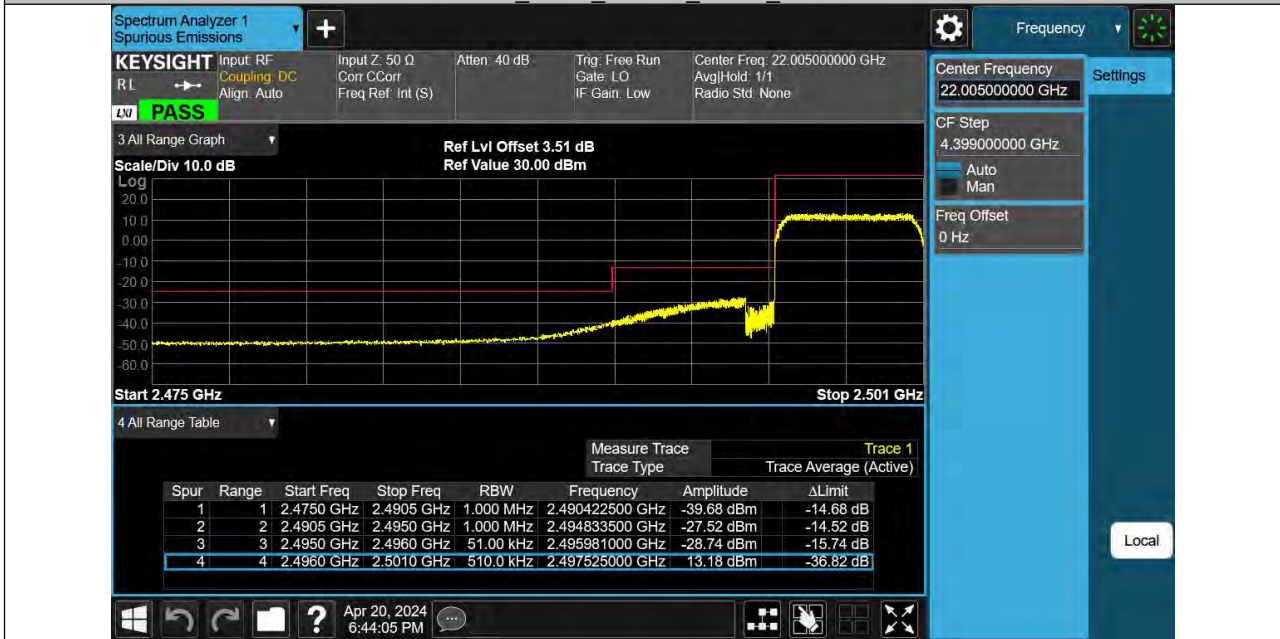 Spectrum Analyzer 1
Spurious Emissions
Frequency
KEYSIGHT
RL
LXI
PASS
Input: RF
Coupling: DC
Align: Auto
Input Z: 50 Ω
Corr CCorr
Freq Ref: Int (S)
Atten: 40 dB
Trig: Free Run
Gate: LO
IF Gain: Low
Center Freq: 22.005000000 GHz
Avg|Hold: 1/1
Radio Std: None
Center Frequency
22.005000000 GHz
Settings
CF Step
4.399000000 GHz
Auto
Man
Freq Offset
0 Hz
3 All Range Graph
Scale/Div 10.0 dB
Ref Lvl Offset 3.51 dB
Ref Value 30.00 dBm
Log
20.0
10.0
0.00
-10.0
-20.0
-30.0
-40.0
-50.0
-60.0
Start 2.475 GHz Stop 2.501 GHz
4 All Range Table
Measure Trace Trace 1
Trace Type Trace Average (Active)
Spur Range Start Freq Stop Freq RBW Frequency Amplitude ΔLimit
1 1 2.4750 GHz 2.4905 GHz 1.000 MHz 2.490422500 GHz -39.68 dBm -14.68 dB
2 2 2.4905 GHz 2.4950 GHz 1.000 MHz 2.494833500 GHz -27.52 dBm -14.52 dB
3 3 2.4950 GHz 2.4960 GHz 51.00 kHz 2.495981000 GHz -28.74 dBm -15.74 dB
4 4 2.4960 GHz 2.5010 GHz 510.0 kHz 2.497525000 GHz 13.18 dBm -36.82 dB
Local
?
Apr 20, 2024
6:44:05 PM